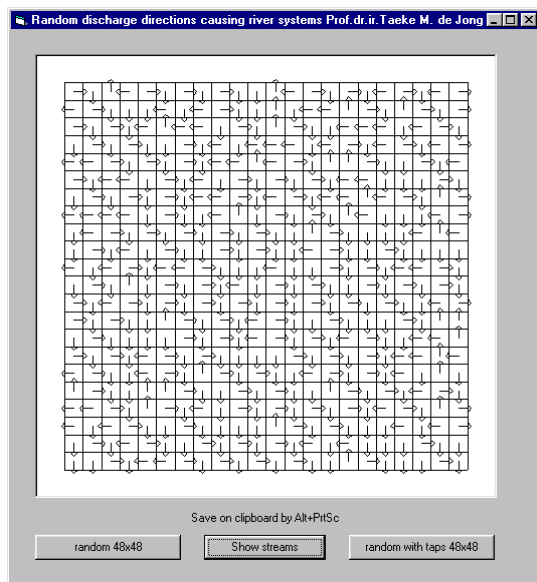 Random discharge directions causing river systems Prof.dr.ir.Taeke M. de Jong
Save on clipboard by Alt+PrtSc
random 48x48
Show streams
random with taps 48x48